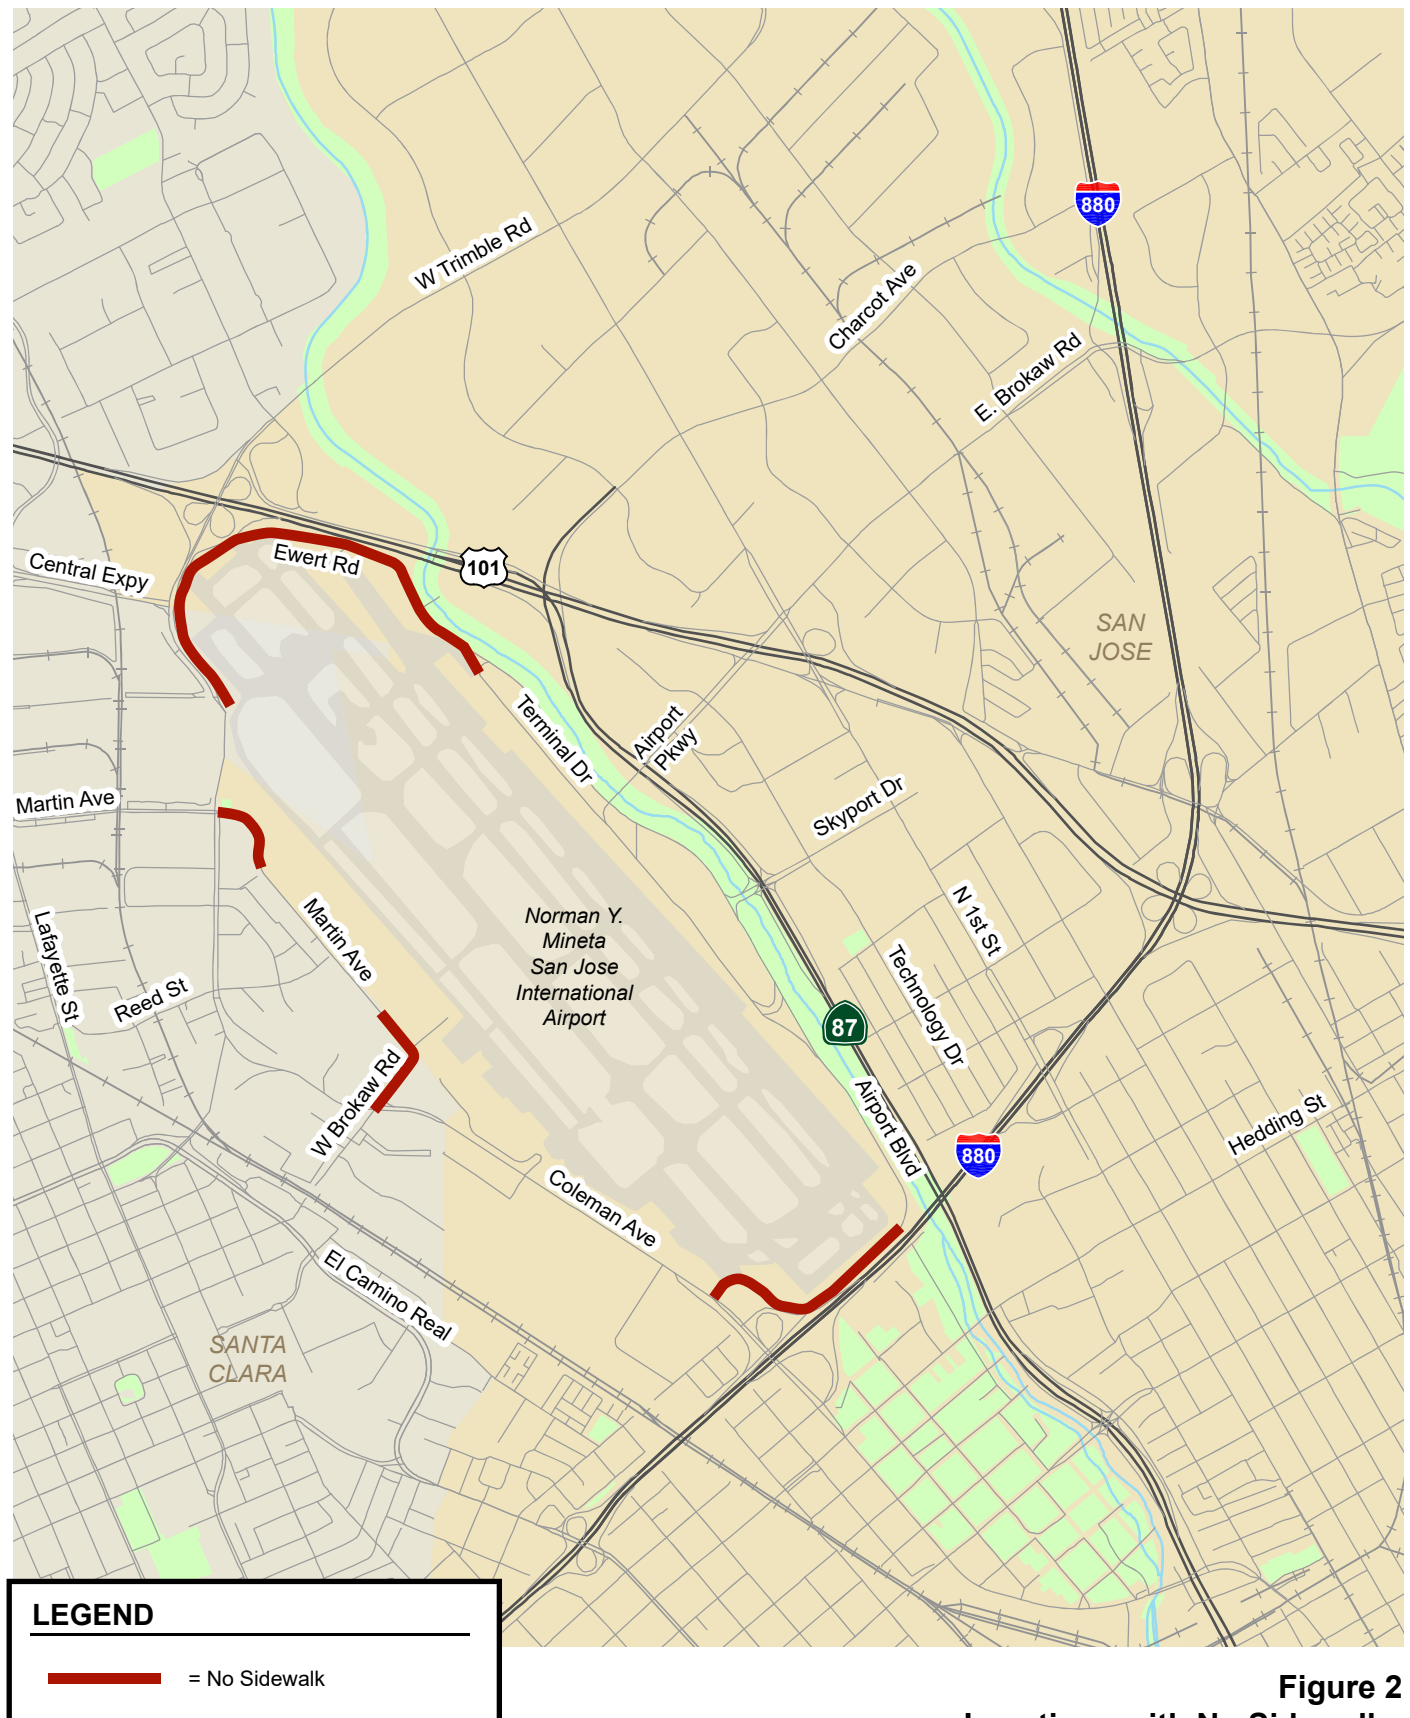 W Trimble Rd
880
Charcot Ave
E. Brokaw Rd
Central Expy
Ewert Rd
101
SAN
JOSE
Terminal Dr
Airport
Pkwy
Martin Ave
Skyport Dr
Norman Y.
Mineta
San Jose
International
Airport
N 1st St
Martin Ave
Lafayette St
Reed St
Technology Dr
87
W Brokaw Rd
Airport Blvd
880
Hedding St
Coleman Ave
El Camino Real
SANTA
CLARA
LEGEND
= No Sidewalk
Figure 2